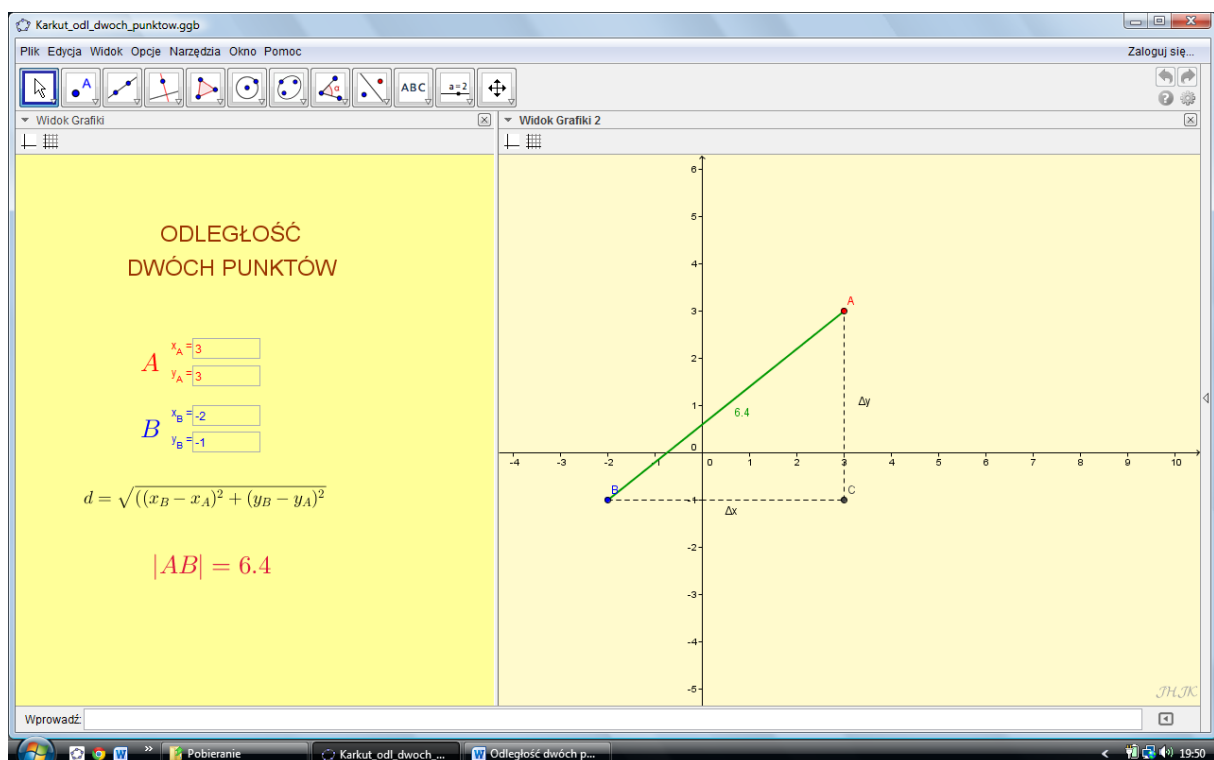 Karkut_odl_dwoch_punktow.ggb
Plik Edycja Widok Opcje Narzędzia Okno Pomoc
Zaloguj się...
A
α
ABC
a=2
Widok Grafiki
Widok Grafiki 2
ODLEGŁOŚĆ
DWÓCH PUNKTÓW
A
x_A = 3
y_A = 3
B
x_B = -2
y_B = -1
d = √((x_B − x_A)² + (y_B − y_A)²
|AB| = 6.4
6
5
4
3
A
2
1
6.4
Δy
0
-4 -3 -2 -1 0 1 2 3 4 5 6 7 8 9 10
B
-1
C
Δx
-2
-3
-4
-5
JH.JK
Wprowadź:
Pobieranie
Karkut_odl_dwoch_...
Odległość dwóch p...
19:50